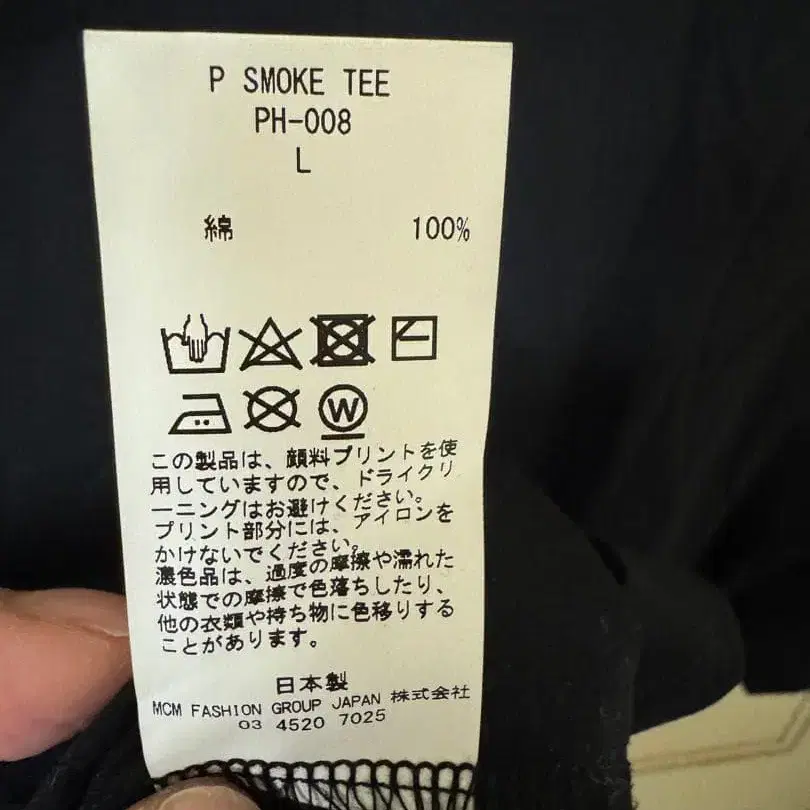 P SMOKE TEE
PH-008
L
綿 100%
W
この製品は、顔料プリントを使
用していますので、ドライクリ
ーニングはお避けください。
プリント部分には、アイロンを
かけないでください。
濃色品は、過度の摩擦や濡れた
状態での摩擦で色落ちしたり、
他の衣類や持ち物に色移りする
ことがあります。
日本製
MCM FASHION GROUP JAPAN 株式会社
03 4520 7025